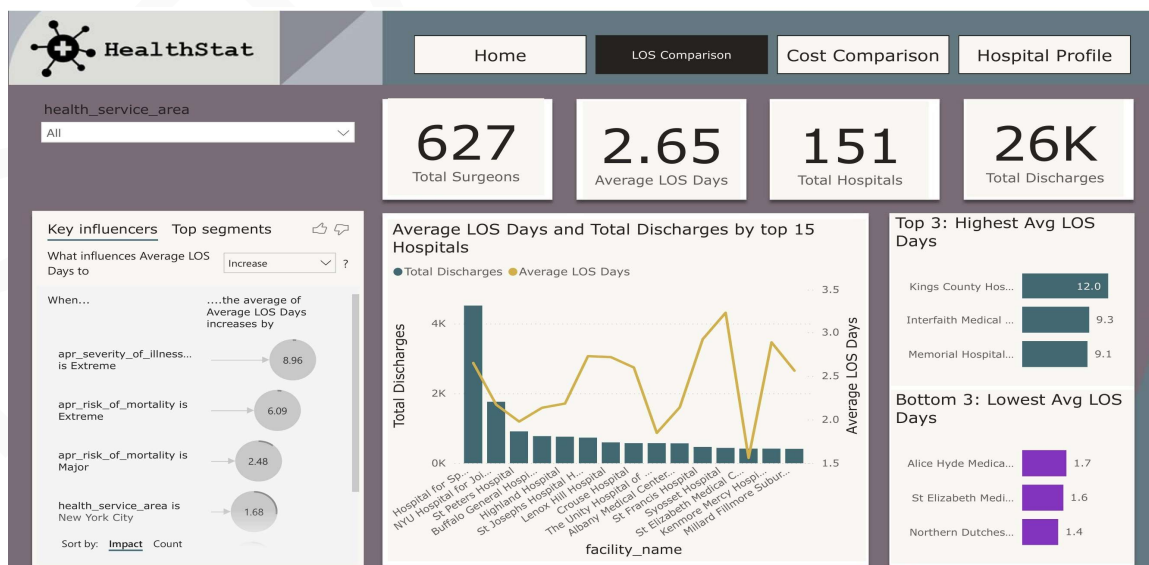 HealthStat
Home
LOS Comparison
Cost Comparison
Hospital Profile
health_service_area
All
627
Total Surgeons
2.65
Average LOS Days
151
Total Hospitals
26K
Total Discharges
Key influencers Top segments
What influences Average LOS
Days to
Increase
?
When...
....the average of
Average LOS Days
increases by
apr_severity_of_illness...
is Extreme
8.96
apr_risk_of_mortality is
Extreme
6.09
apr_risk_of_mortality is
Major
2.48
health_service_area is
New York City
1.68
Sort by: Impact Count
Average LOS Days and Total Discharges by top 15
Hospitals
Total Discharges Average LOS Days
Total Discharges
4K
2K
0K
3.5
3.0
2.5
2.0
1.5
Average LOS Days
Hospital for Sp...
NYU Hospital for Joi...
St Peters Hospital
Buffalo General Hospi...
Highland Hospital
St Josephs Hospital H...
Lenox Hill Hospital
Crouse Hospital
The Unity Hospital of ...
Albany Medical Center...
St Francis Hospital
Syosset Hospital
St Elizabeth Medical C...
Kenmore Mercy Hospi...
Millard Fillmore Subur...
facility_name
Top 3: Highest Avg LOS
Days
Kings County Hos... 12.0
Interfaith Medical ... 9.3
Memorial Hospital... 9.1
Bottom 3: Lowest Avg LOS
Days
Alice Hyde Medica... 1.7
St Elizabeth Medi... 1.6
Northern Dutches... 1.4